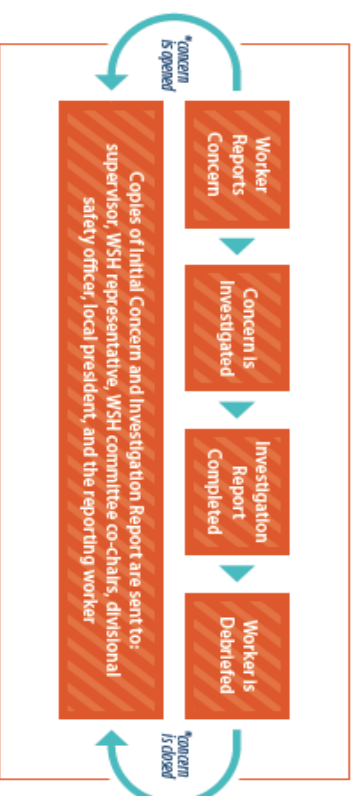 *concern
is opened
Worker
Reports
Concern
Concern is
Investigated
Investigation
Report
Completed
Worker is
Debriefed
*concern
is closed
Copies of Initial Concern and Investigation Report are sent to:
supervisor, WSH representative, WSH committee co-chairs, divisional
safety officer, local president, and the reporting worker